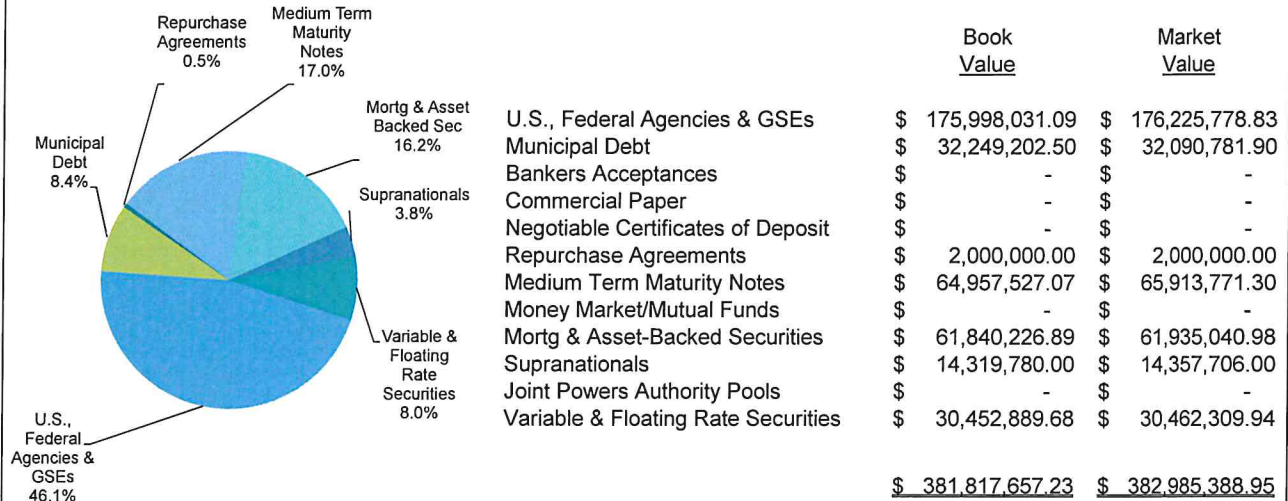 Repurchase
Agreements
0.5%
Medium Term
Maturity
Notes
17.0%
Mortg & Asset
Backed Sec
16.2%
Municipal
Debt
8.4%
Supranationals
3.8%
Variable &
Floating
Rate
Securities
8.0%
U.S.,
Federal
Agencies &
GSEs
46.1%
Book Market
Value Value
U.S., Federal Agencies & GSEs $ 175,998,031.09 $ 176,225,778.83
Municipal Debt $ 32,249,202.50 $ 32,090,781.90
Bankers Acceptances $ - $ -
Commercial Paper $ - $ -
Negotiable Certificates of Deposit $ - $ -
Repurchase Agreements $ 2,000,000.00 $ 2,000,000.00
Medium Term Maturity Notes $ 64,957,527.07 $ 65,913,771.30
Money Market/Mutual Funds $ - $ -
Mortg & Asset-Backed Securities $ 61,840,226.89 $ 61,935,040.98
Supranationals $ 14,319,780.00 $ 14,357,706.00
Joint Powers Authority Pools $ - $ -
Variable & Floating Rate Securities $ 30,452,889.68 $ 30,462,309.94
$ 381,817,657.23 $ 382,985,388.95